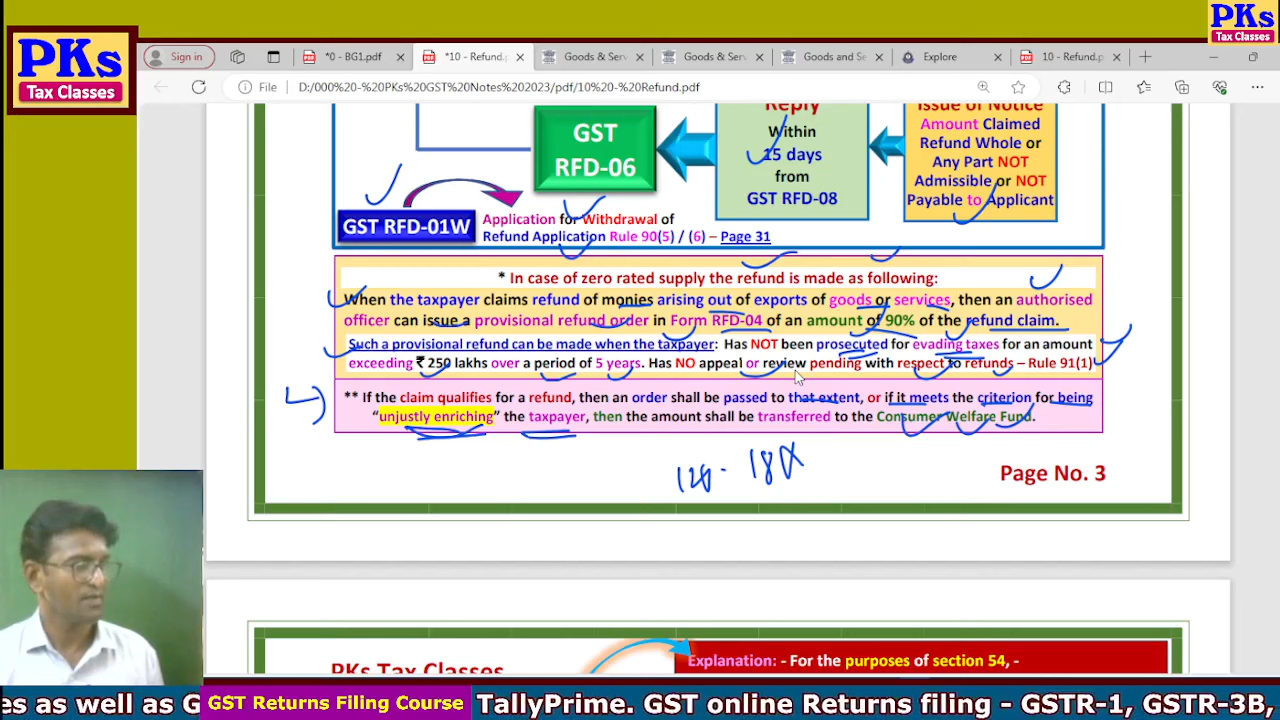 PKs
Tax Classes
PKs
Tax Classes
Sign in
*0 - BG1.pdf
*10 - Refund.p
Goods & Serv
Goods & Serv
Goods and Se
Explore
10 - Refund.p
File
D:/000%20-%20PKs%20GST%20Notes%202023/pdf/10%20-%20Refund.pdf
GST
RFD-06
Reply
Within
15 days
from
GST RFD-08
Issue of Notice
Amount Claimed
Refund Whole or
Any Part NOT
Admissible or NOT
Payable to Applicant
GST RFD-01W
Application for Withdrawal of
Refund Application Rule 90(5) / (6) – Page 31
* In case of zero rated supply the refund is made as following:
When the taxpayer claims refund of monies arising out of exports of goods or services, then an authorised
officer can issue a provisional refund order in Form RFD-04 of an amount of 90% of the refund claim.
Such a provisional refund can be made when the taxpayer: Has NOT been prosecuted for evading taxes for an amount
exceeding ₹ 250 lakhs over a period of 5 years. Has NO appeal or review pending with respect to refunds – Rule 91(1)
** If the claim qualifies for a refund, then an order shall be passed to that extent, or if it meets the criterion for being
“unjustly enriching” the taxpayer, then the amount shall be transferred to the Consumer Welfare Fund.
Page No. 3
PKs Tax Classes
Explanation: - For the purposes of section 54, -
es as well as G
GST Returns Filing Course
TallyPrime. GST online Returns filing - GSTR-1, GSTR-3B,